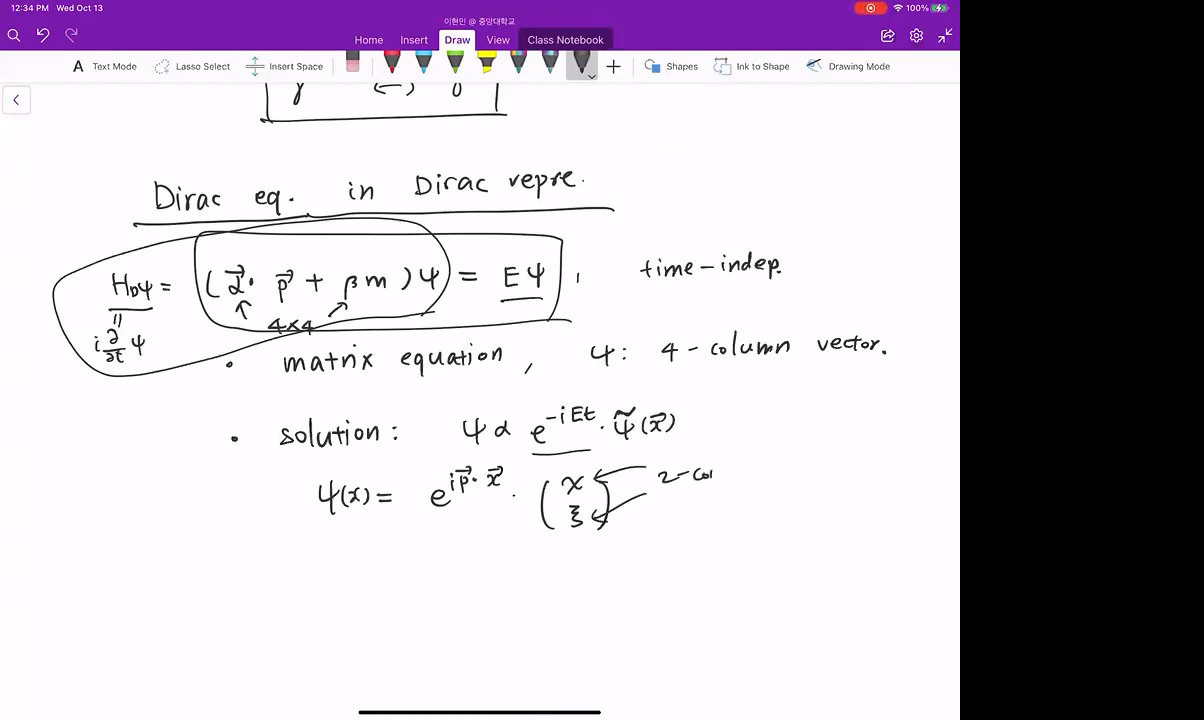 12:34 PM Wed Oct 13
100%
이현민 @ 중앙대학교
Home Insert Draw View Class Notebook
Text Mode Lasso Select Insert Space Shapes Ink to Shape Drawing Mode
Dirac eq. in Dirac repre.
H_Dψ = (α⃗· p⃗ + βm)ψ = Eψ, time-indep.
i ∂/∂t ψ
4×4
· matrix equation, ψ: 4-column vector.
· solution: ψ ∝ e^{-iEt} · ψ̃(x⃗)
ψ(x) = e^{ip⃗·x⃗} · (χ ξ) 2-col